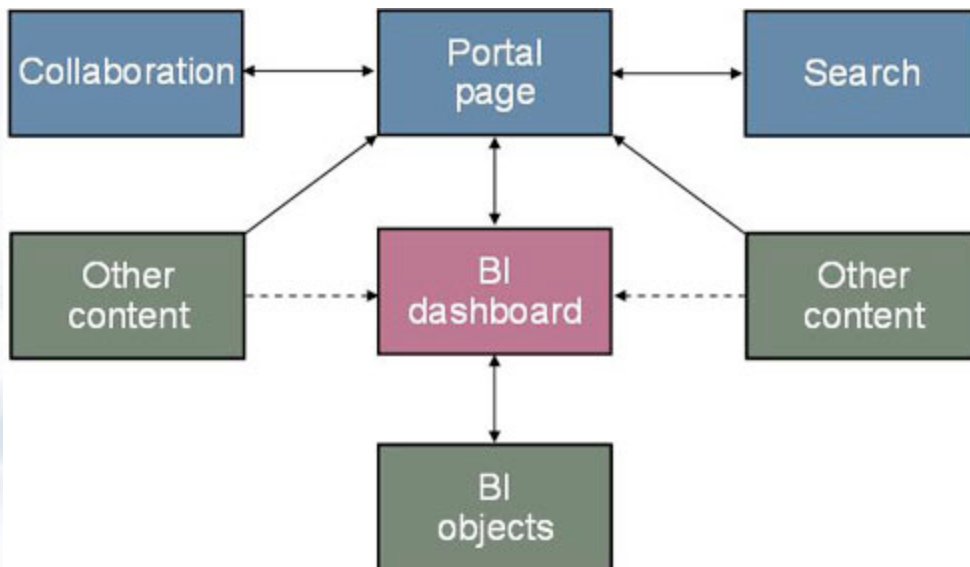 Collaboration
Portal
page
Search
Other
content
BI
dashboard
Other
content
BI
objects